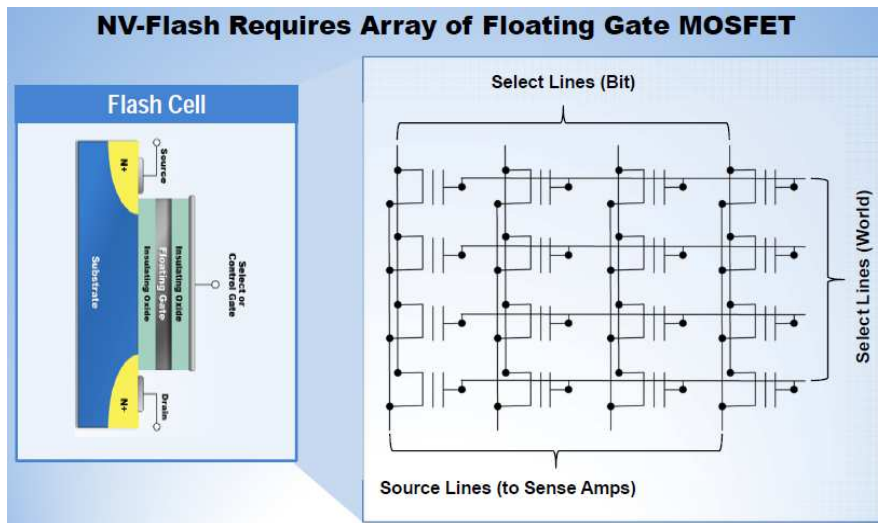 NV-Flash Requires Array of Floating Gate MOSFET
Flash Cell
N+
Source
Substrate
Insulating Oxide
Floating Gate
Insulating Oxide
Select or
Control Gate
N+
Drain
Select Lines (Bit)
Select Lines (World)
Source Lines (to Sense Amps)